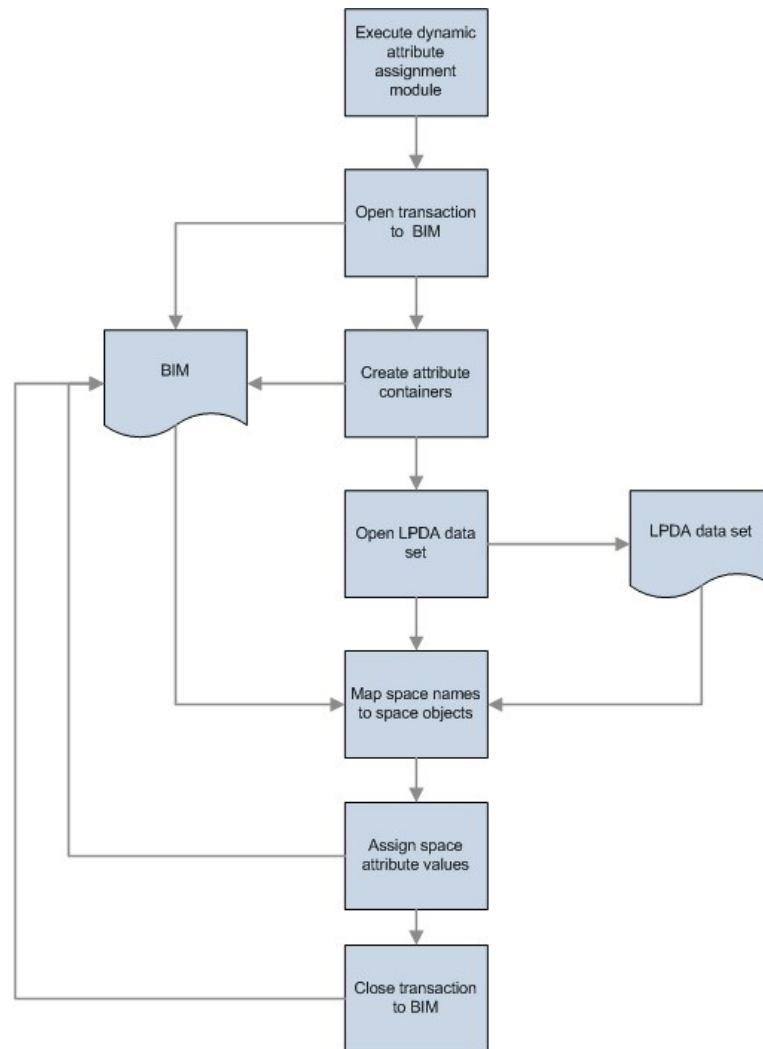 Execute dynamic
attribute
assignment
module
Open transaction
to BIM
BIM
Create attribute
containers
Open LPDA data
set
LPDA data set
Map space names
to space objects
Assign space
attribute values
Close transaction
to BIM